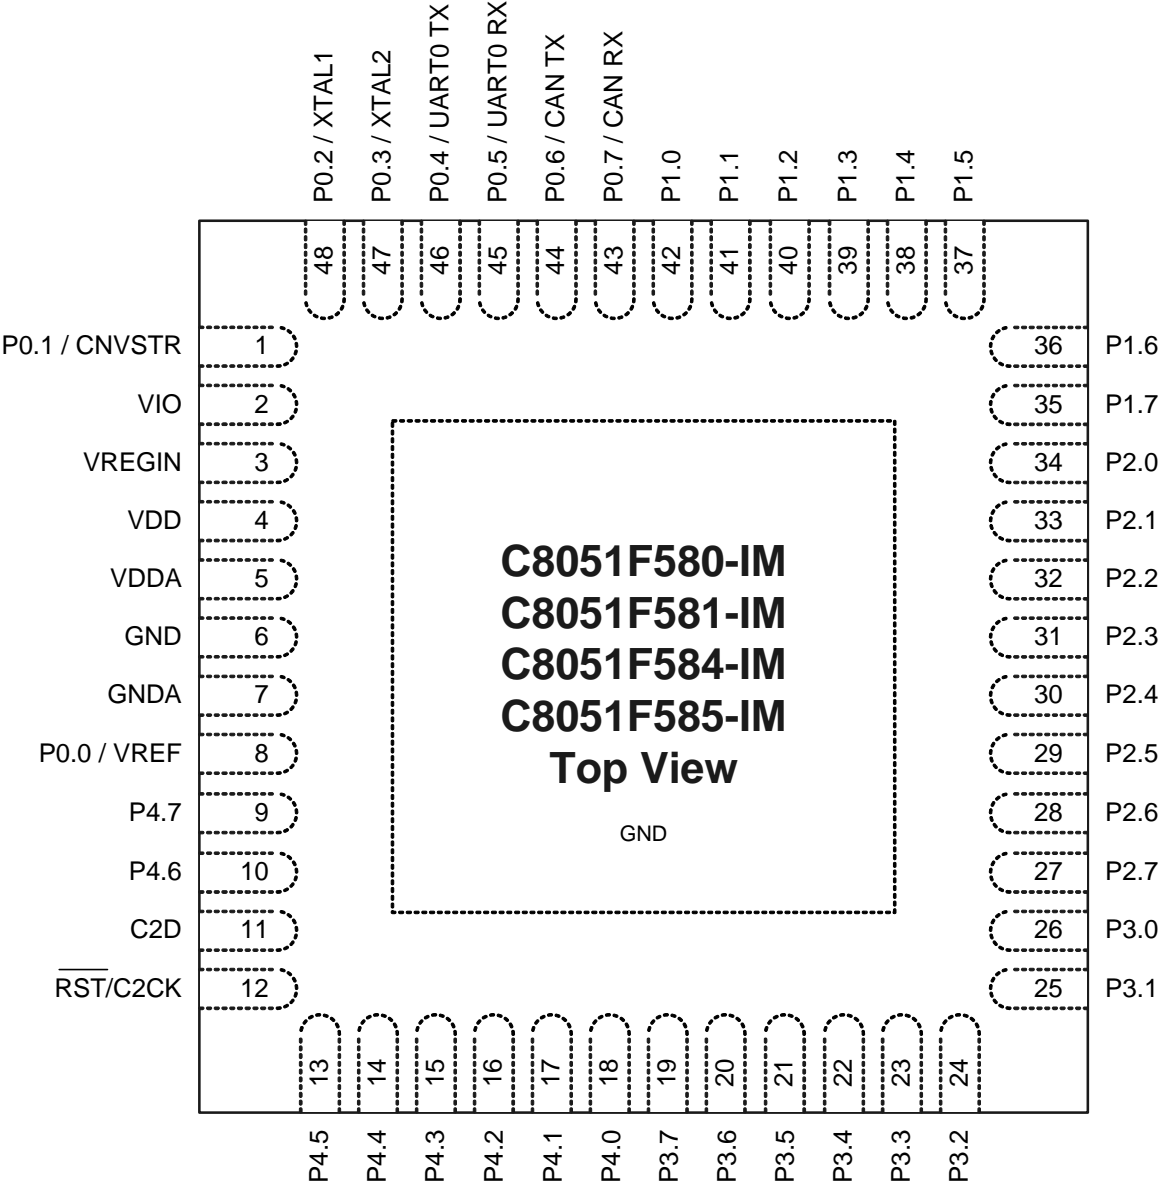 P0.2 / XTAL1
P0.3 / XTAL2
P0.4 / UART0 TX
P0.5 / UART0 RX
P0.6 / CAN TX
P0.7 / CAN RX
P1.0
P1.1
P1.2
P1.3
P1.4
P1.5
48
47
46
45
44
43
42
41
40
39
38
37
P0.1 / CNVSTR 1
VIO 2
VREGIN 3
VDD 4
VDDA 5
GND 6
GNDA 7
P0.0 / VREF 8
P4.7 9
P4.6 10
C2D 11
RST/C2CK 12
C8051F580-IM
C8051F581-IM
C8051F584-IM
C8051F585-IM
Top View
GND
36 P1.6
35 P1.7
34 P2.0
33 P2.1
32 P2.2
31 P2.3
30 P2.4
29 P2.5
28 P2.6
27 P2.7
26 P3.0
25 P3.1
13
14
15
16
17
18
19
20
21
22
23
24
P4.5
P4.4
P4.3
P4.2
P4.1
P4.0
P3.7
P3.6
P3.5
P3.4
P3.3
P3.2